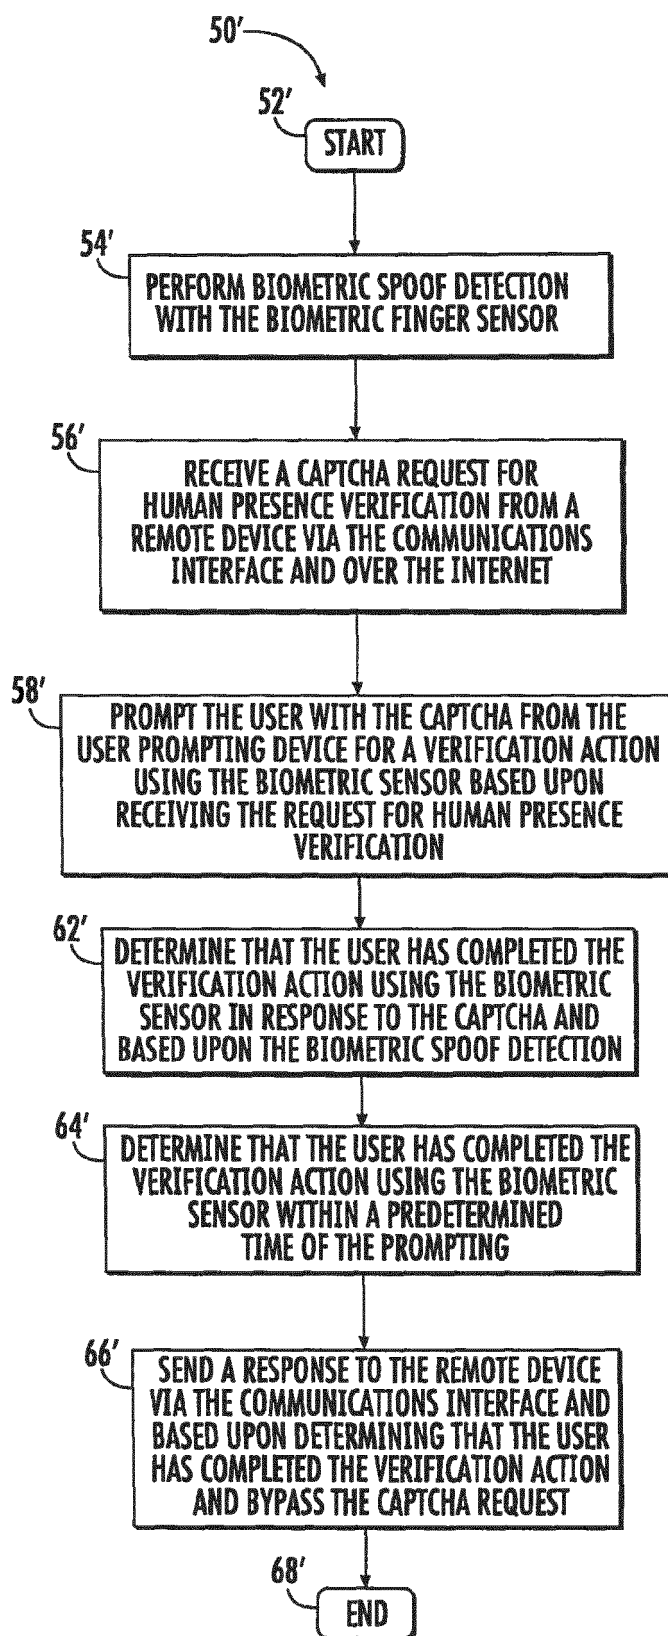 50'
52'
START
54'
PERFORM BIOMETRIC SPOOF DETECTION
WITH THE BIOMETRIC FINGER SENSOR
56'
RECEIVE A CAPTCHA REQUEST FOR
HUMAN PRESENCE VERIFICATION FROM A
REMOTE DEVICE VIA THE COMMUNICATIONS
INTERFACE AND OVER THE INTERNET
58'
PROMPT THE USER WITH THE CAPTCHA FROM THE
USER PROMPTING DEVICE FOR A VERIFICATION ACTION
USING THE BIOMETRIC SENSOR BASED UPON
RECEIVING THE REQUEST FOR HUMAN PRESENCE
VERIFICATION
62'
DETERMINE THAT THE USER HAS COMPLETED THE
VERIFICATION ACTION USING THE BIOMETRIC
SENSOR IN RESPONSE TO THE CAPTCHA AND
BASED UPON THE BIOMETRIC SPOOF DETECTION
64'
DETERMINE THAT THE USER HAS COMPLETED THE
VERIFICATION ACTION USING THE BIOMETRIC
SENSOR WITHIN A PREDETERMINED
TIME OF THE PROMPTING
66'
SEND A RESPONSE TO THE REMOTE DEVICE
VIA THE COMMUNICATIONS INTERFACE AND
BASED UPON DETERMINING THAT THE USER
HAS COMPLETED THE VERIFICATION ACTION
AND BYPASS THE CAPTCHA REQUEST
68'
END